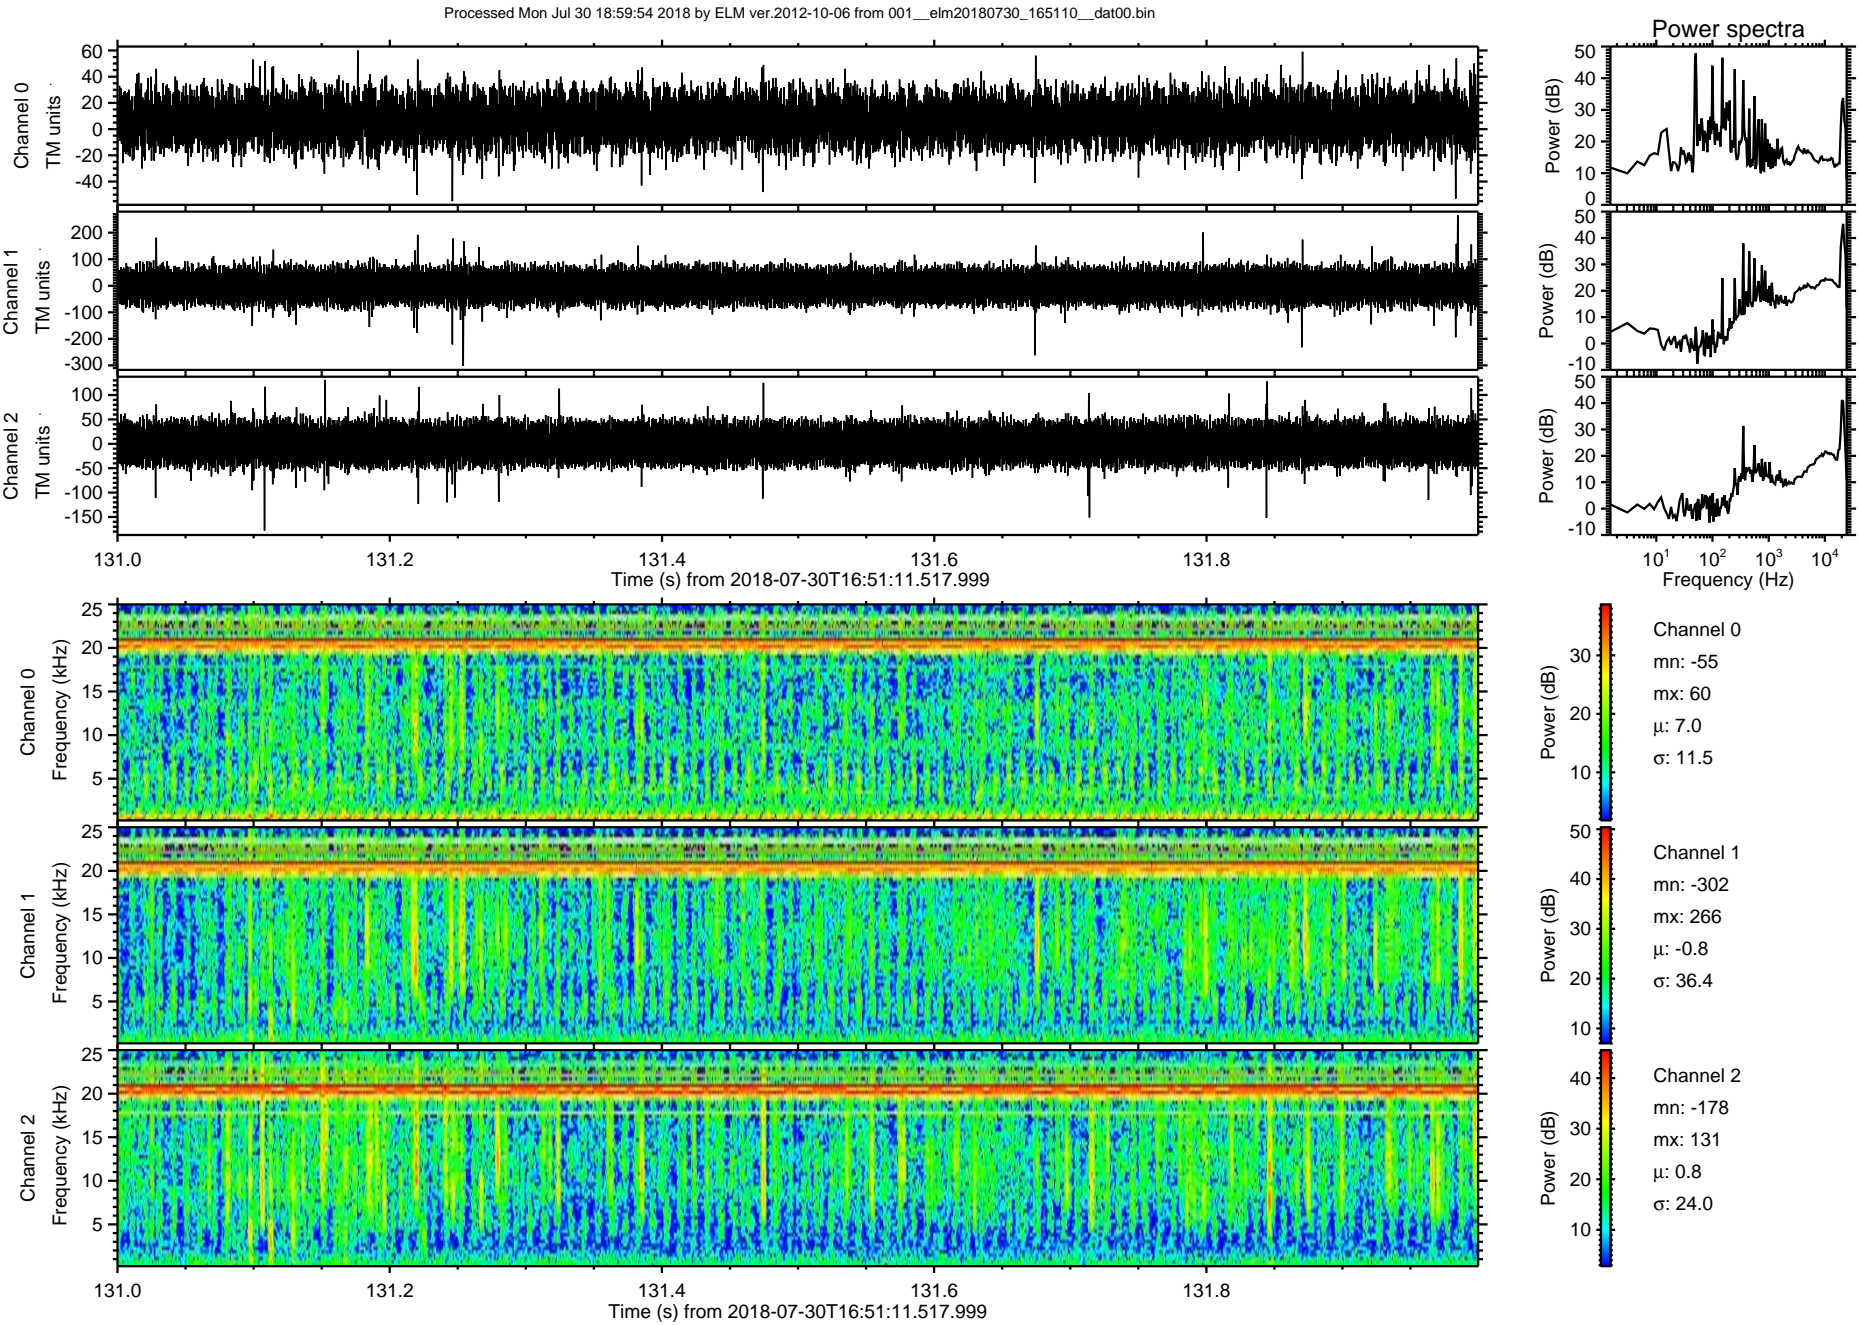 Processed Mon Jul 30 18:59:54 2018 by ELM ver.2012-10-06 from 001__elm20180730_165110__dat00.bin
Power spectra
Channel 0
TM units
60
40
20
0
-20
-40
Power (dB)
50
40
30
20
10
0
Channel 1
TM units
200
100
0
-100
-200
-300
Power (dB)
50
40
30
20
10
0
-10
Channel 2
TM units
100
50
0
-50
-100
-150
Power (dB)
50
40
30
20
10
0
-10
131.0 131.2 131.4 131.6 131.8
Time (s) from 2018-07-30T16:51:11.517.999
10^1 10^2 10^3 10^4
Frequency (Hz)
Channel 0
Frequency (kHz)
25
20
15
10
5
Power (dB)
30
20
10
Channel 0
mn: -55
mx: 60
μ: 7.0
σ: 11.5
Channel 1
Frequency (kHz)
25
20
15
10
5
Power (dB)
50
40
30
20
10
Channel 1
mn: -302
mx: 266
μ: -0.8
σ: 36.4
Channel 2
Frequency (kHz)
25
20
15
10
5
Power (dB)
40
30
20
10
Channel 2
mn: -178
mx: 131
μ: 0.8
σ: 24.0
131.0 131.2 131.4 131.6 131.8
Time (s) from 2018-07-30T16:51:11.517.999